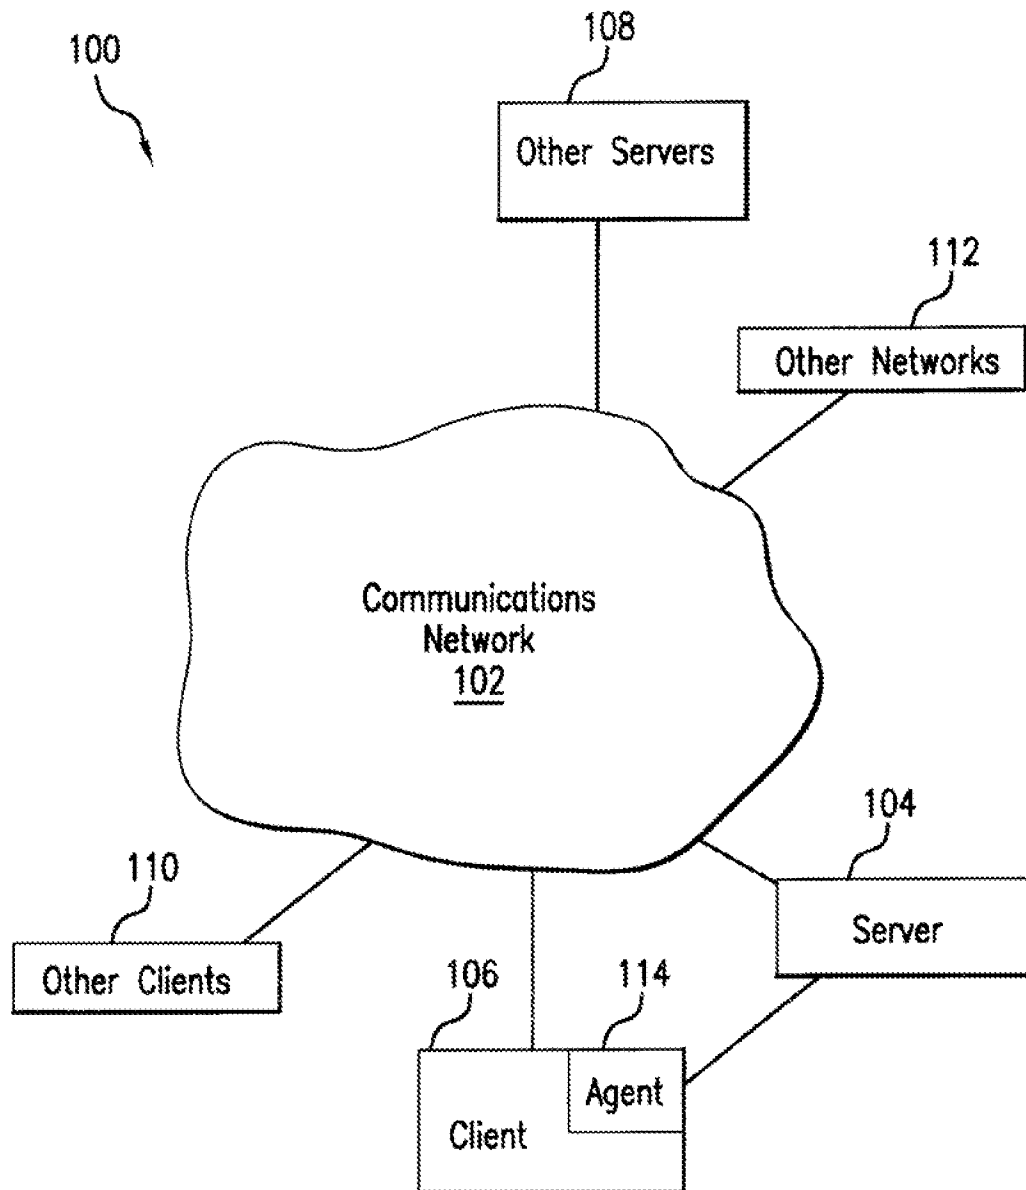 100
108
Other Servers
112
Other Networks
Communications
Network
102
104
Server
110
Other Clients
106
114
Agent
Client